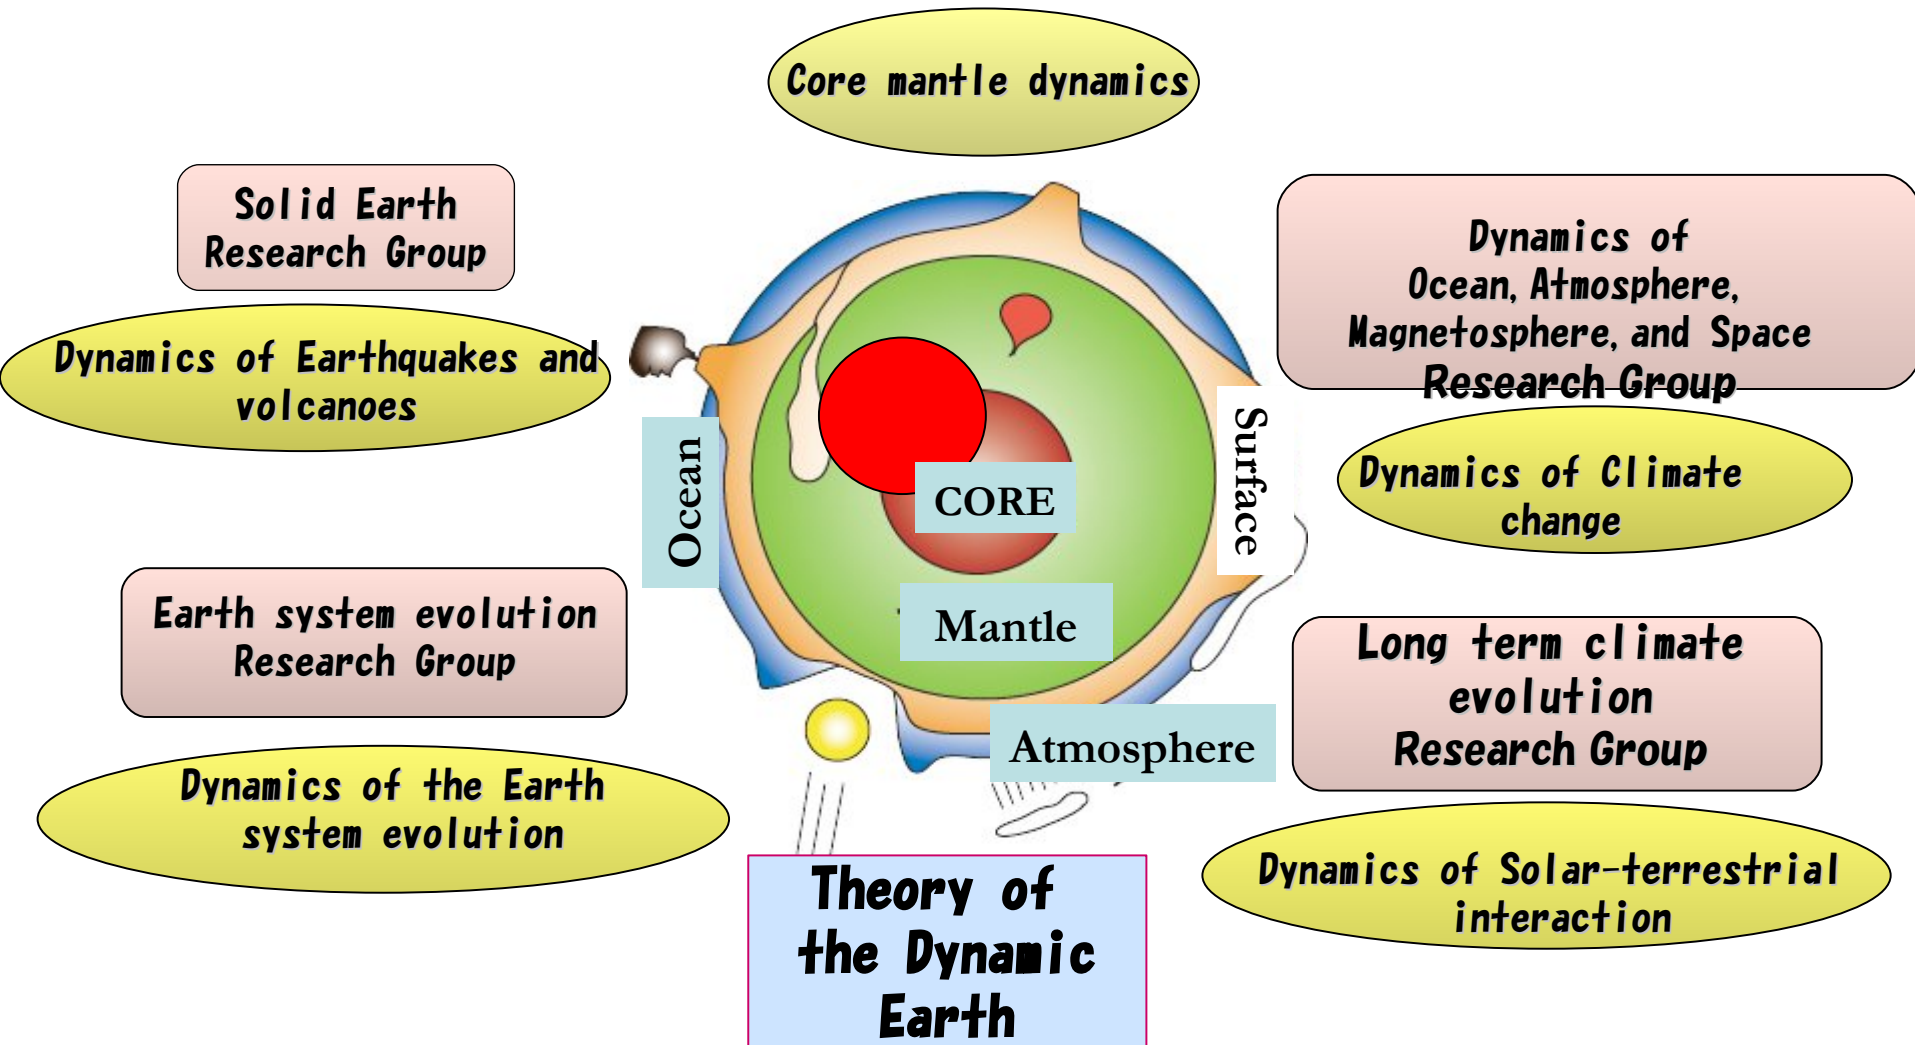 Core mantle dynamics
Solid Earth
Research Group
Dynamics of Earthquakes and
volcanoes
Dynamics of
Ocean, Atmosphere,
Magnetosphere, and Space
Research Group
Dynamics of Climate
change
Ocean
Surface
CORE
Mantle
Atmosphere
Earth system evolution
Research Group
Dynamics of the Earth
system evolution
Long term climate
evolution
Research Group
Dynamics of Solar-terrestrial
interaction
Theory of
the Dynamic
Earth